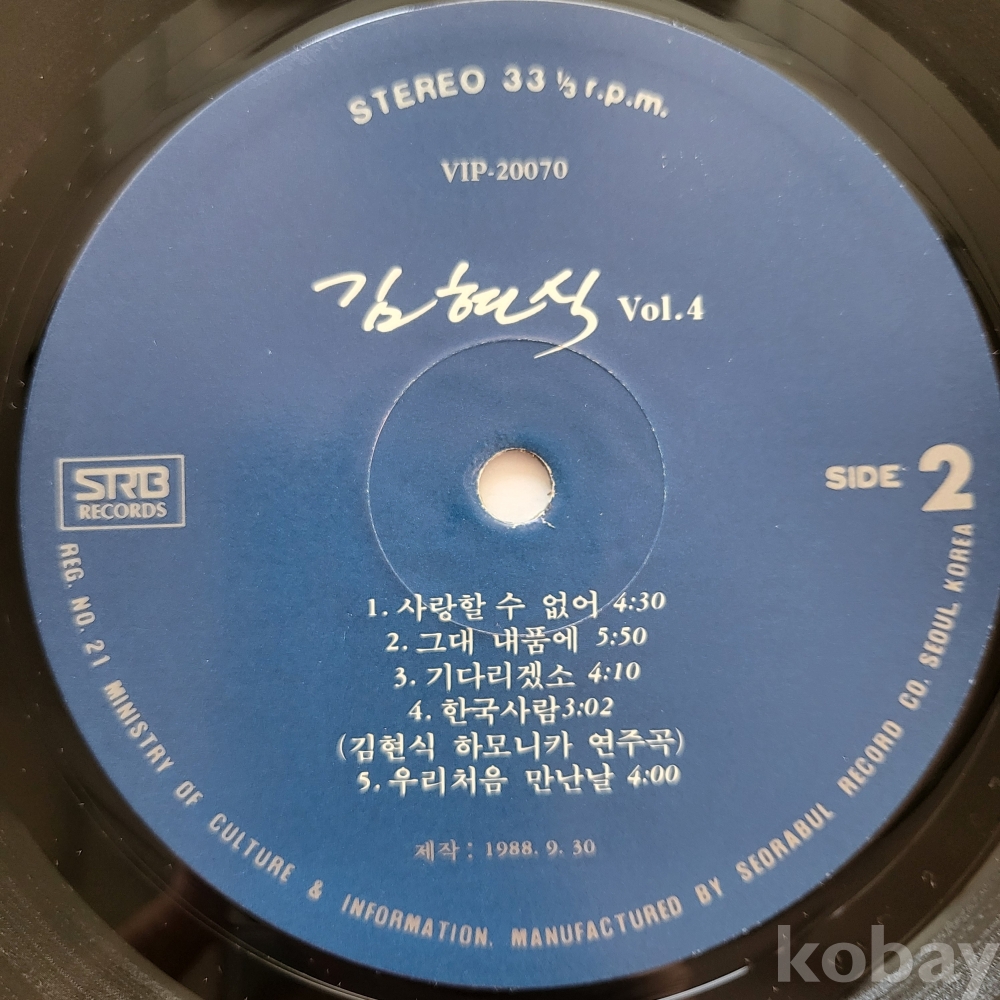 STEREO 33 ⅓ r.p.m.
VIP-20070
김현식 Vol.4
SRB
RECORDS
SIDE 2
1. 사랑할 수 없어 4:30
2. 그대 내품에 5:50
3. 기다리겠소 4:10
4. 한국사람 3:02
(김현식 하모니카 연주곡)
5. 우리처음 만난날 4:00
제작 : 1988. 9. 30
REG. NO. 21 MINISTRY OF CULTURE & INFORMATION. MANUFACTURED BY SEORABUL RECORD CO. SEOUL KOREA
kobay